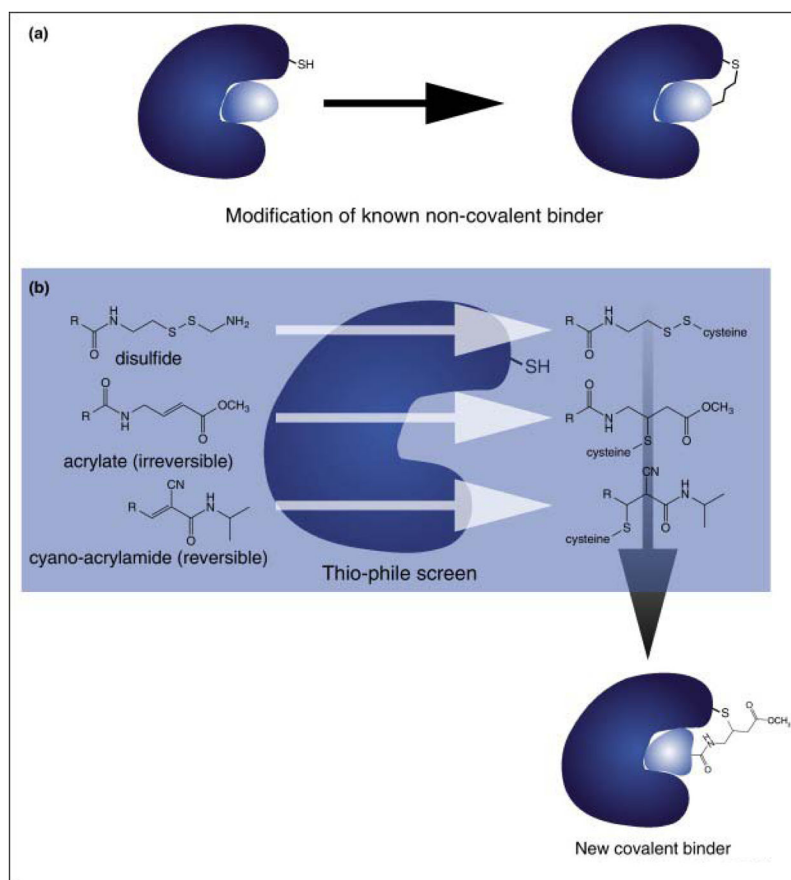 (a)
SH
S
Modification of known non-covalent binder
(b)
R
H
N
O
S
S
NH2
disulfide
R
H
N
O
S
S
cysteine
SH
O
R
N
H
O
OCH3
acrylate (irreversible)
O
R
N
H
S
cysteine
O
OCH3
CN
R
O
H
N
cyano-acrylamide (reversible)
CN
R
S
cysteine
O
H
N
Thio-phile screen
S
O
OCH3
H
N
O
New covalent binder